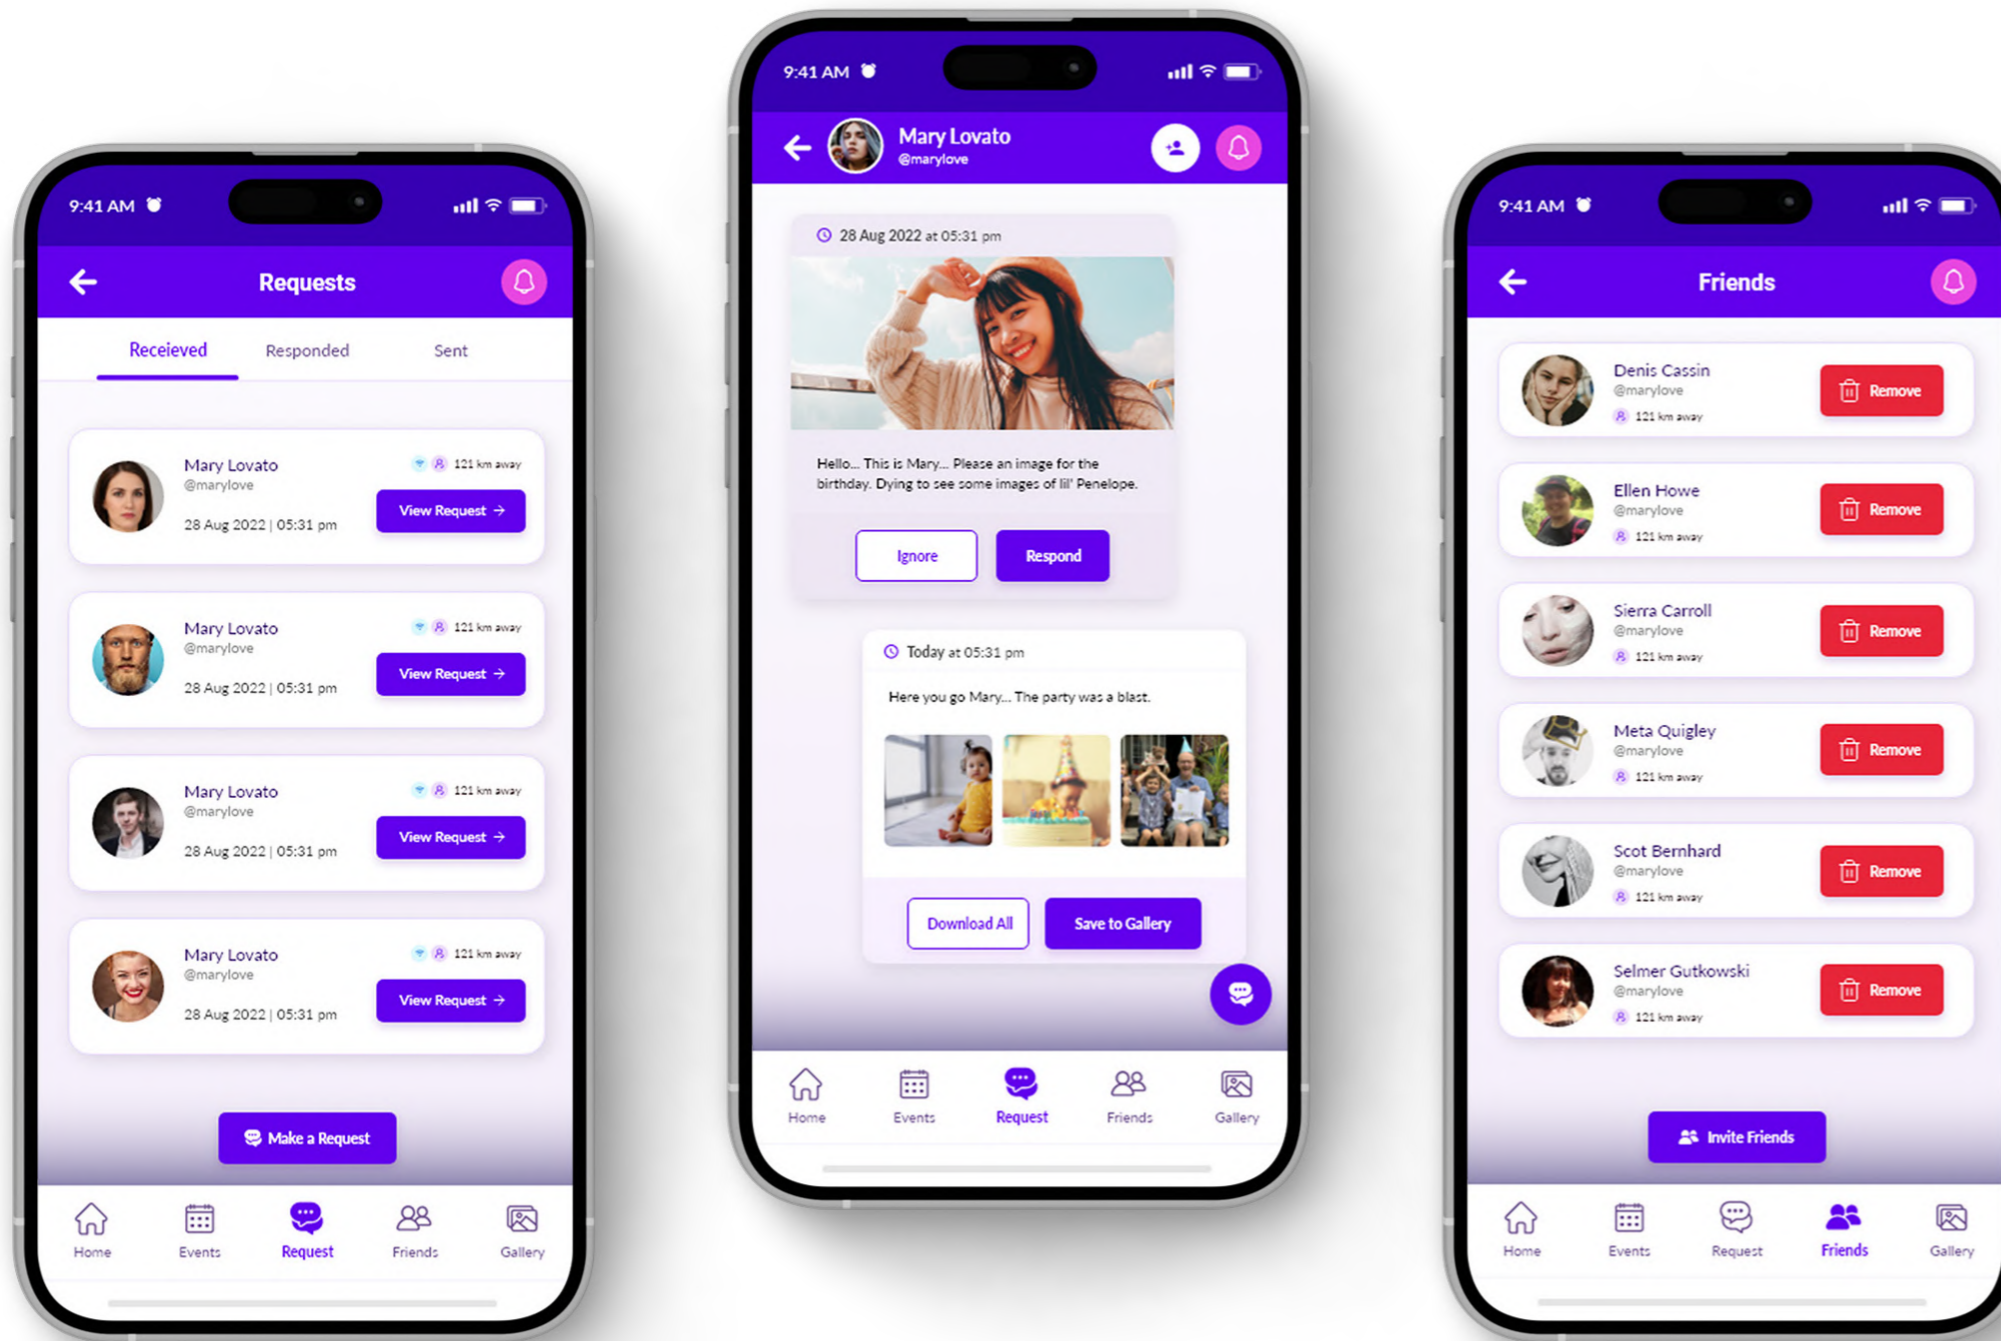 9:41 AM
Requests
Receieved
Responded
Sent
Mary Lovato
@marylove
121 km away
28 Aug 2022 | 05:31 pm
View Request →
Mary Lovato
@marylove
121 km away
28 Aug 2022 | 05:31 pm
View Request →
Mary Lovato
@marylove
121 km away
28 Aug 2022 | 05:31 pm
View Request →
Mary Lovato
@marylove
121 km away
28 Aug 2022 | 05:31 pm
View Request →
Make a Request
Home
Events
Request
Friends
Gallery
9:41 AM
Mary Lovato
@marylove
28 Aug 2022 at 05:31 pm
Hello... This is Mary... Please an image for the
birthday. Dying to see some images of lil' Penelope.
Ignore
Respond
Today at 05:31 pm
Here you go Mary... The party was a blast.
Download All
Save to Gallery
Home
Events
Request
Friends
Gallery
9:41 AM
Friends
Denis Cassin
@marylove
121 km away
Remove
Ellen Howe
@marylove
121 km away
Remove
Sierra Carroll
@marylove
121 km away
Remove
Meta Quigley
@marylove
121 km away
Remove
Scot Bernhard
@marylove
121 km away
Remove
Selmer Gutkowski
@marylove
121 km away
Remove
Invite Friends
Home
Events
Request
Friends
Gallery